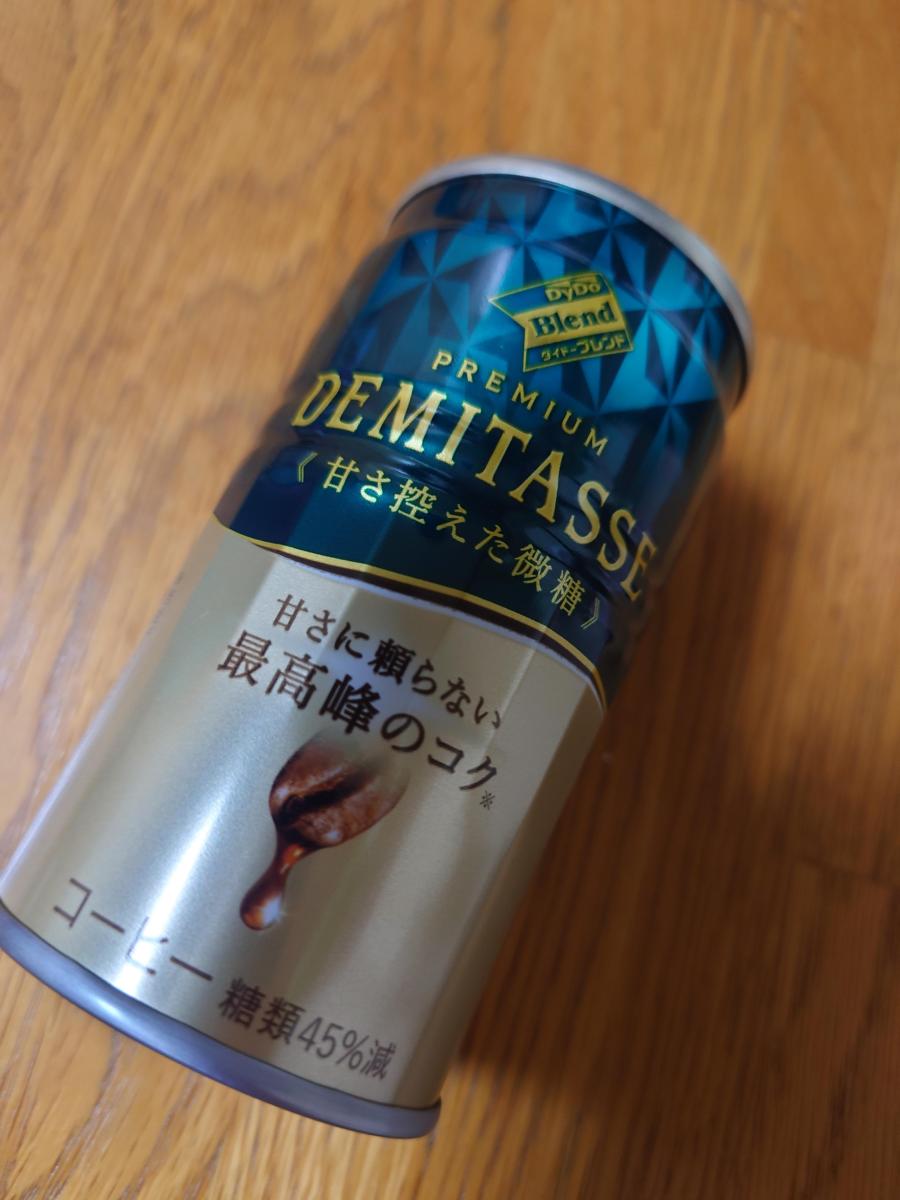 DyDo
Blend
ダイドーブレンド
PREMIUM
DEMITASSE
《甘さ控えた微糖》
甘さに頼らない
最高峰のコク※
コーヒー 糖類45%減